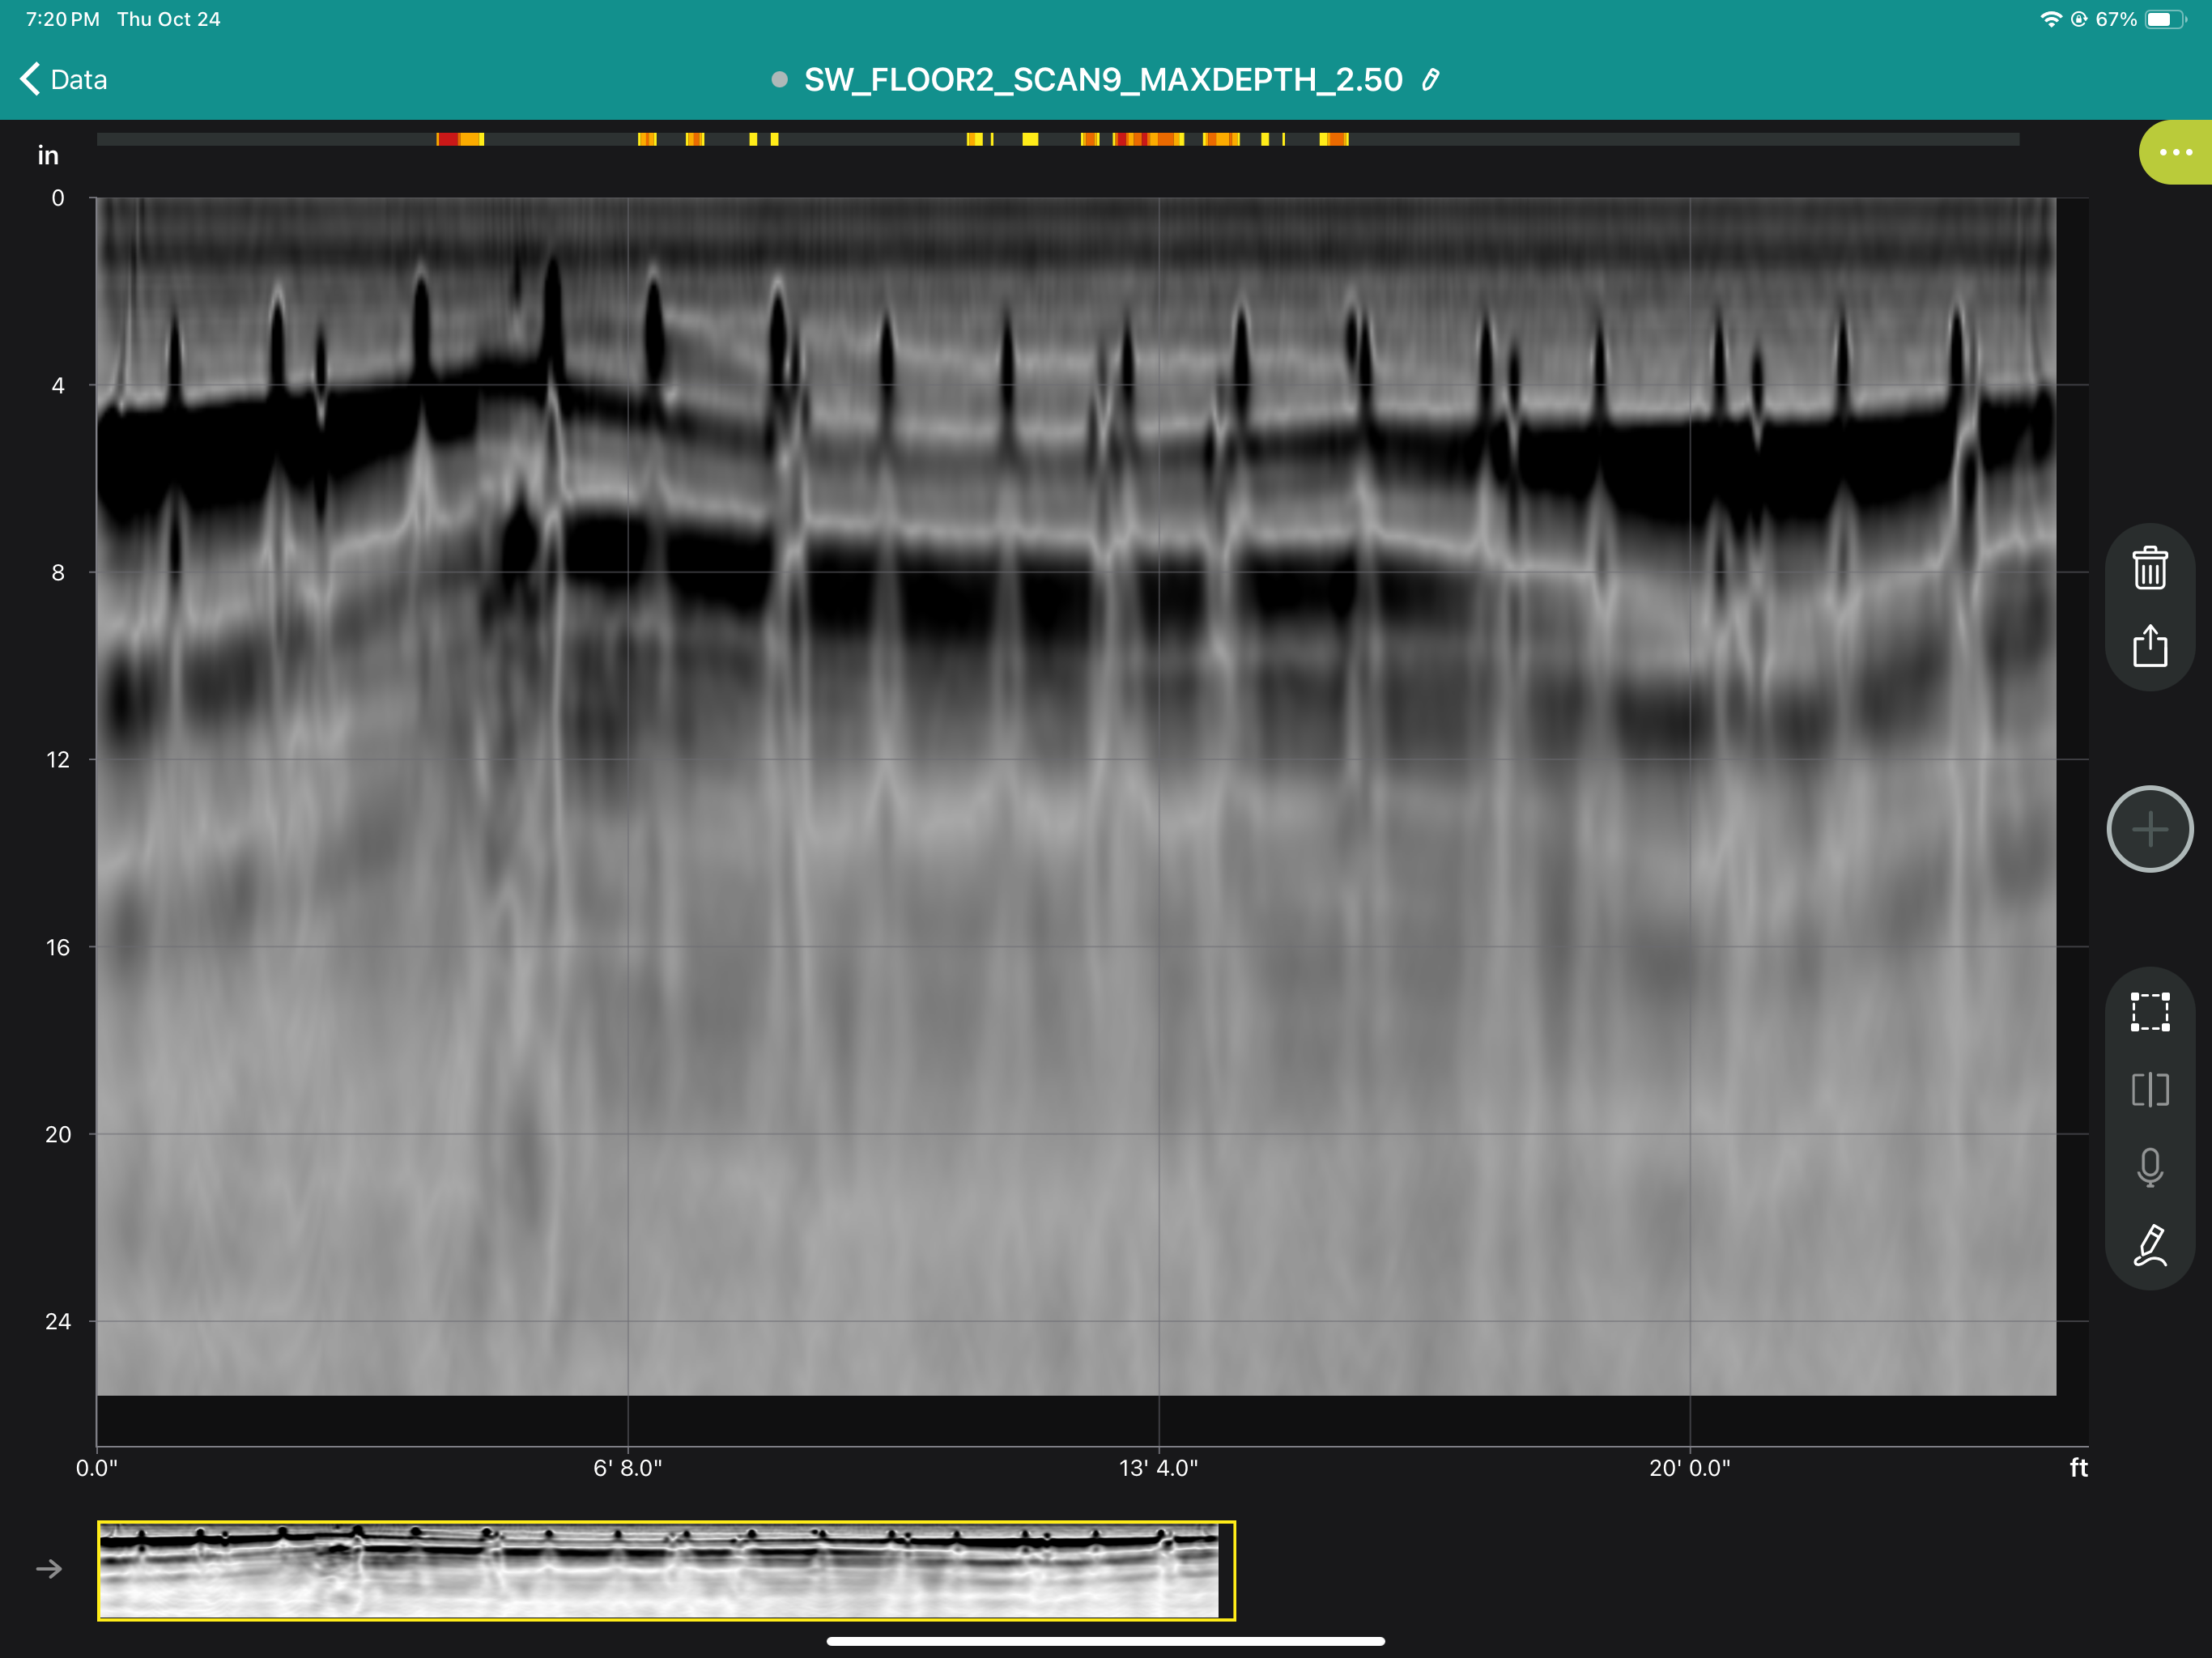 7:20 PM Thu Oct 24
67%
Data
SW_FLOOR2_SCAN9_MAXDEPTH_2.50
in
0
4
8
12
16
20
24
0.0" 6' 8.0" 13' 4.0" 20' 0.0" ft